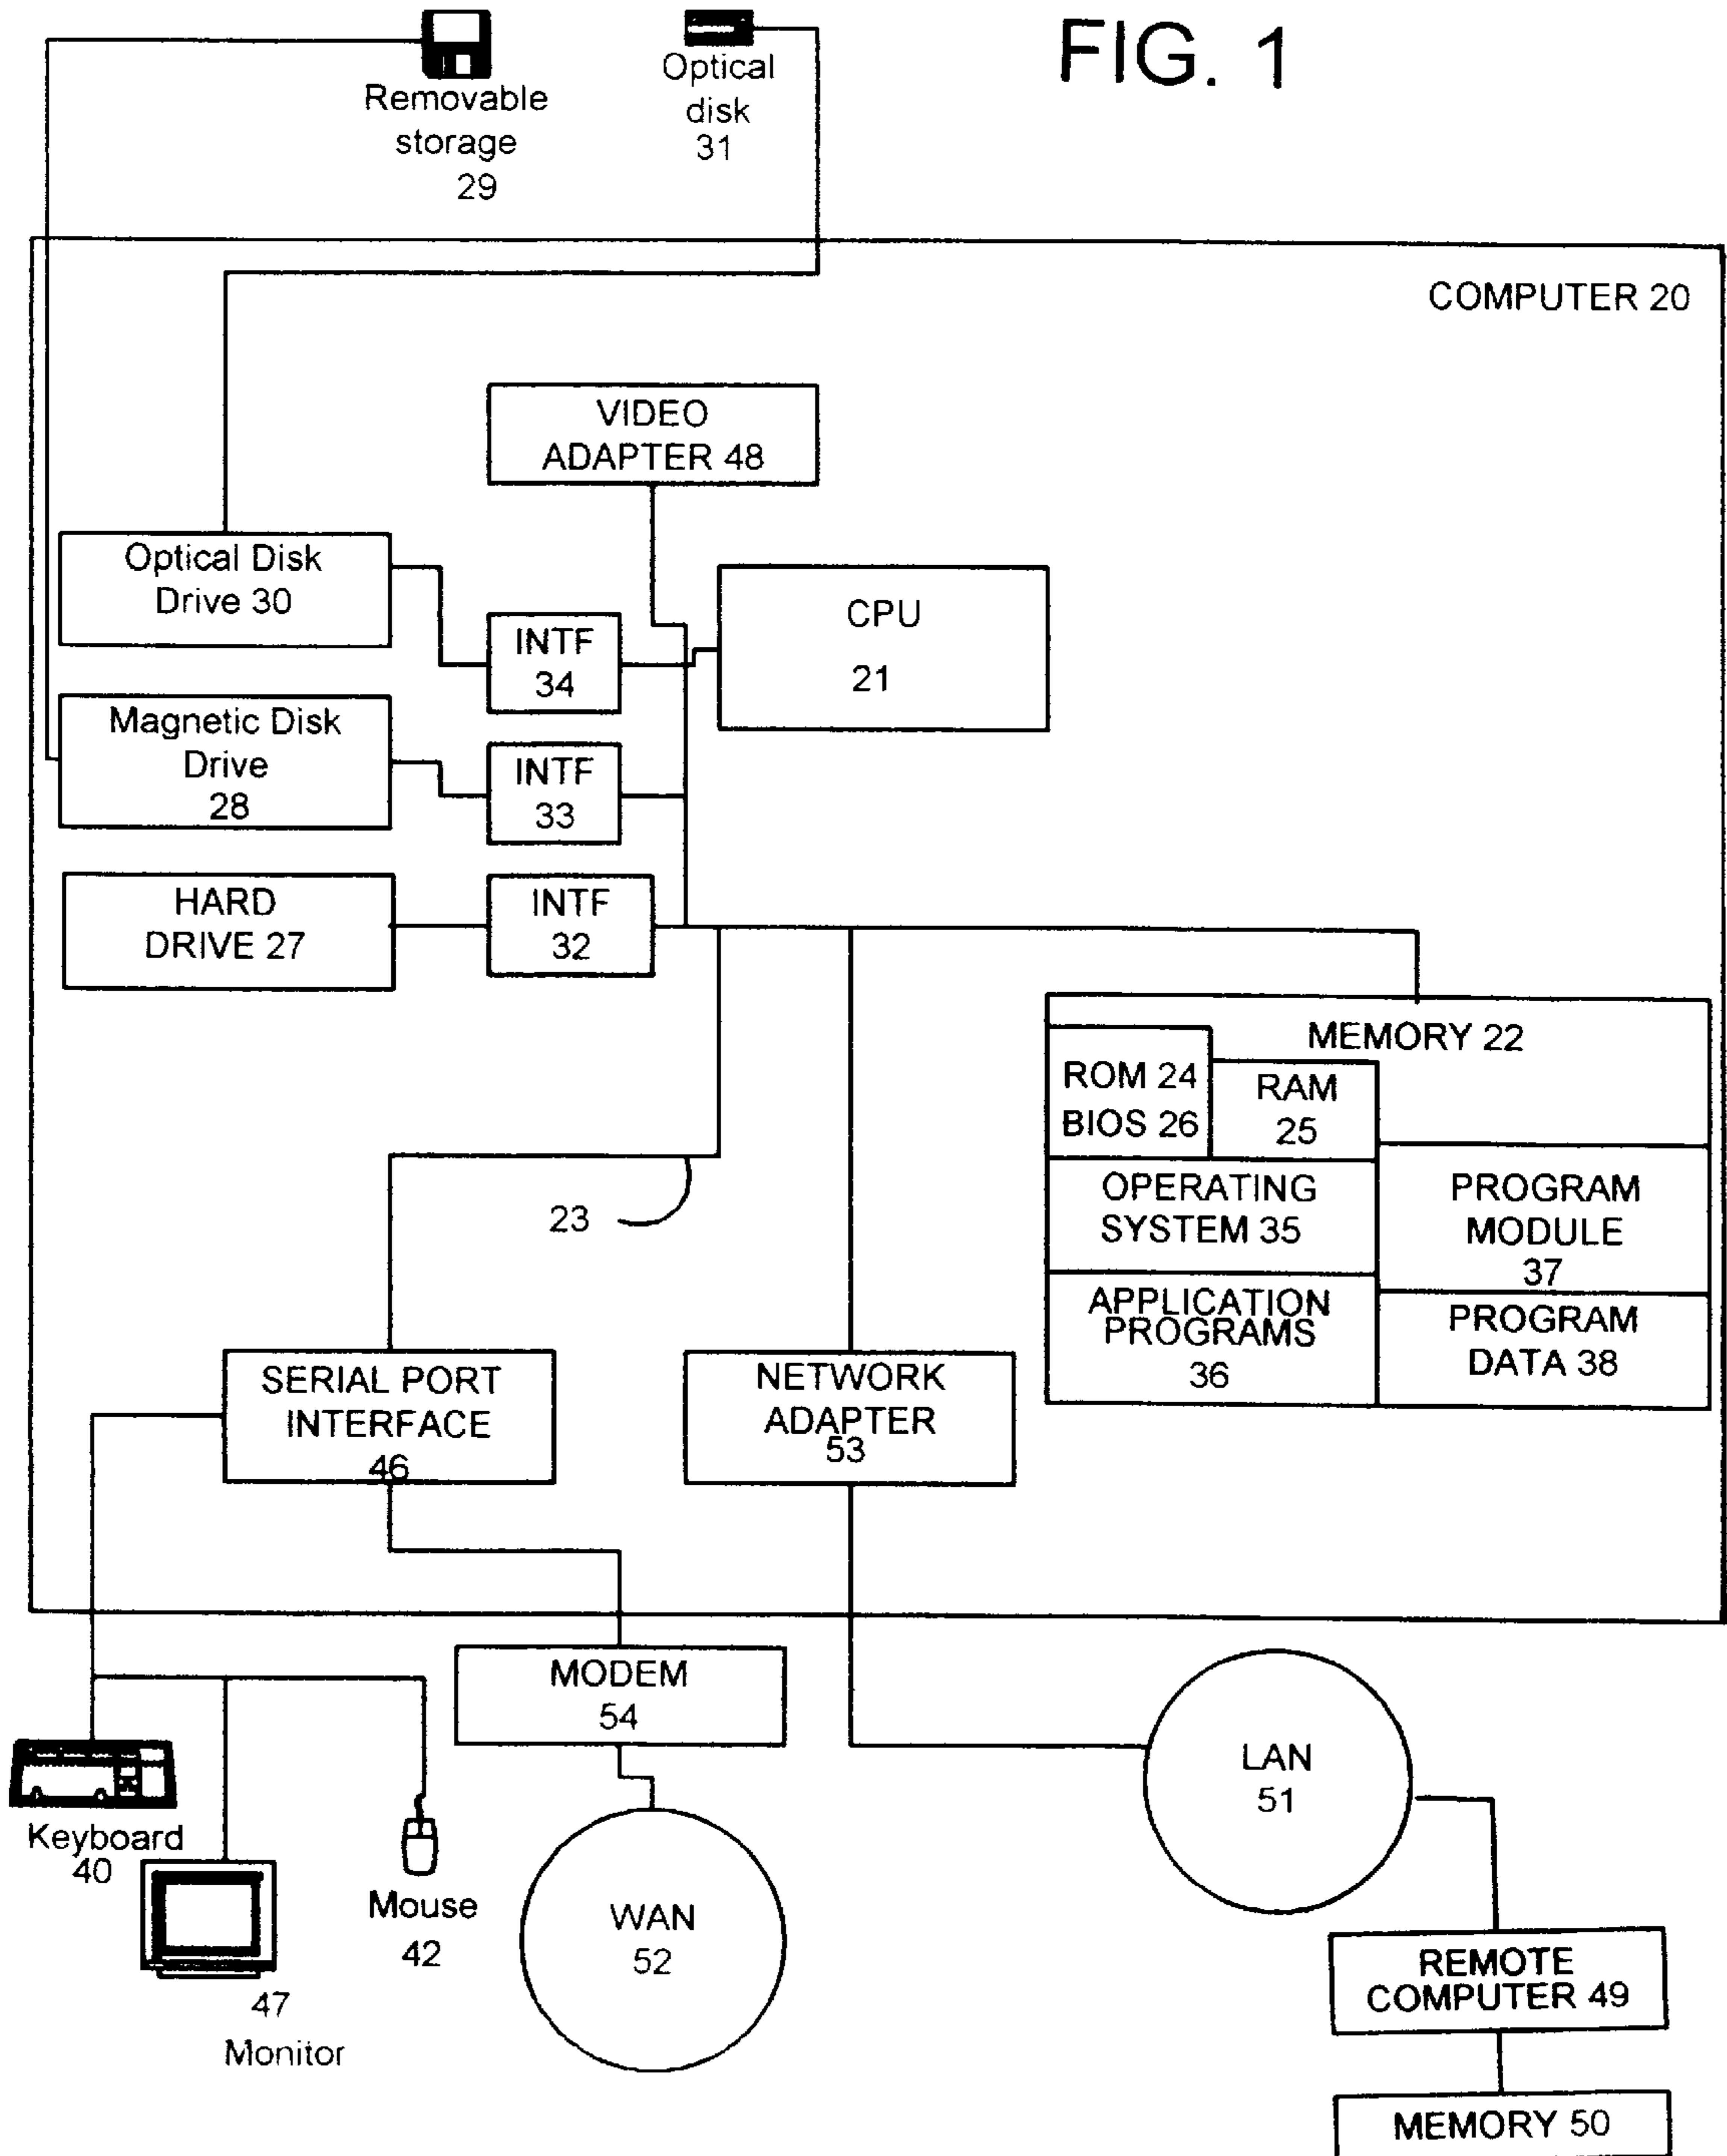 FIG. 1
Removable
storage
29
Optical
disk
31
COMPUTER 20
VIDEO
ADAPTER 48
Optical Disk
Drive 30
INTF
34
CPU
21
Magnetic Disk
Drive
28
INTF
33
HARD
DRIVE 27
INTF
32
MEMORY 22
ROM 24
BIOS 26
RAM
25
OPERATING
SYSTEM 35
PROGRAM
MODULE
37
APPLICATION
PROGRAMS
36
PROGRAM
DATA 38
23
SERIAL PORT
INTERFACE
46
NETWORK
ADAPTER
53
MODEM
54
LAN
51
Keyboard
40
Mouse
42
WAN
52
47
Monitor
REMOTE
COMPUTER 49
MEMORY 50